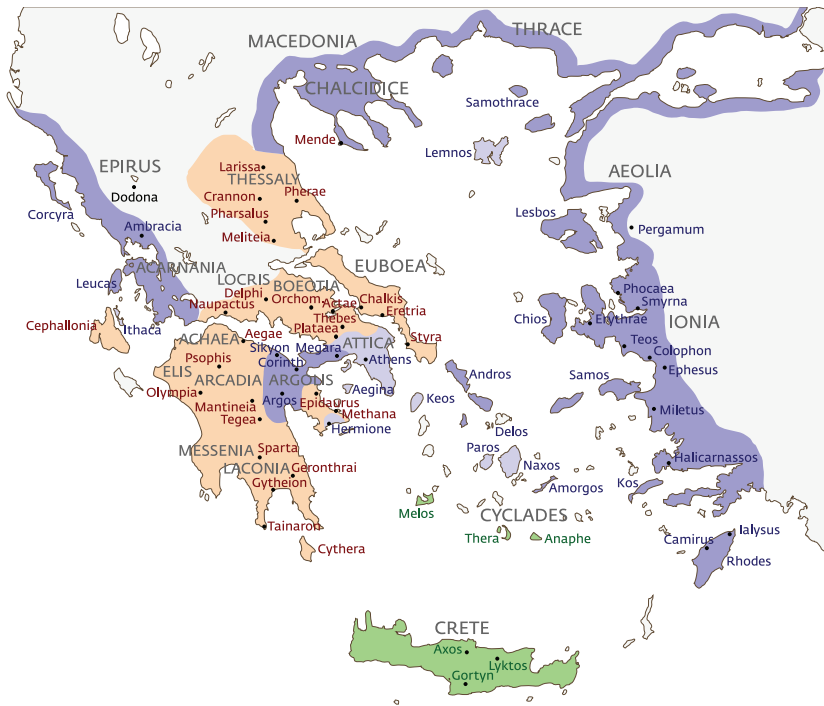 THRACE
MACEDONIA
CHALCIDICE
Samothrace
Mende
Lemnos
EPIRUS
Larissa
THESSALY
AEOLIA
Dodona
Crannon
Pherae
Corcyra
Pharsalus
Lesbos
Ambracia
Pergamum
Meliteia
ACARNANIA
EUBOEA
Leucas
LOCRIS
BOEOTIA
Delphi
Orchom.
Actae
Chalkis
Phocaea
Naupactus
Thebes
Eretria
Smyrna
Cephallonia
Ithaca
Chios
Erythrae
IONIA
Plataea
ACHAEA
Aegae
ATTICA
Styra
Teos
Sikyon
Megara
Colophon
Psophis
Corinth
Athens
Ephesus
ELIS
ARCADIA
ARGOLIS
Andros
Samos
Olympia
Argos
Aegina
Keos
Mantineia
Epidaurus
Methana
Miletus
Tegea
Hermione
Delos
MESSENIA
Sparta
Paros
Halicarnassos
LACONIA
Geronthrai
Naxos
Gytheion
Amorgos
Kos
Melos
CYCLADES
Tainaron
Thera
Anaphe
Camirus
Ialysus
Cythera
Rhodes
CRETE
Axos
Lyktos
Gortyn